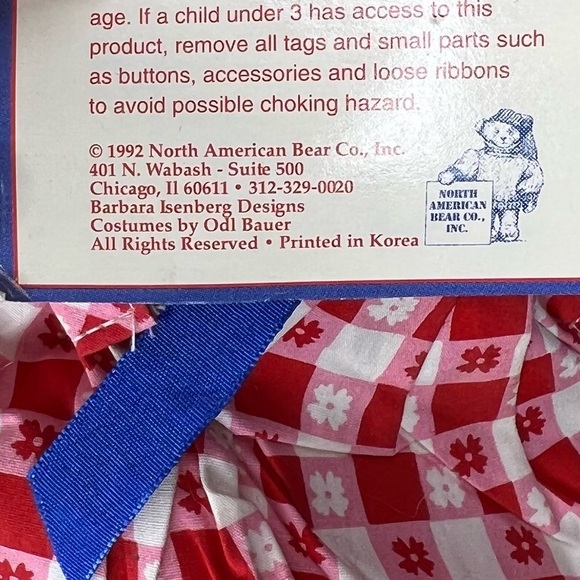 age. If a child under 3 has access to this
product, remove all tags and small parts such
as buttons, accessories and loose ribbons
to avoid possible choking hazard.
© 1992 North American Bear Co., Inc.
401 N. Wabash - Suite 500
Chicago, Il 60611 • 312-329-0020
Barbara Isenberg Designs
Costumes by Odl Bauer
All Rights Reserved • Printed in Korea
NORTH
AMERICAN
BEAR CO.,
INC.